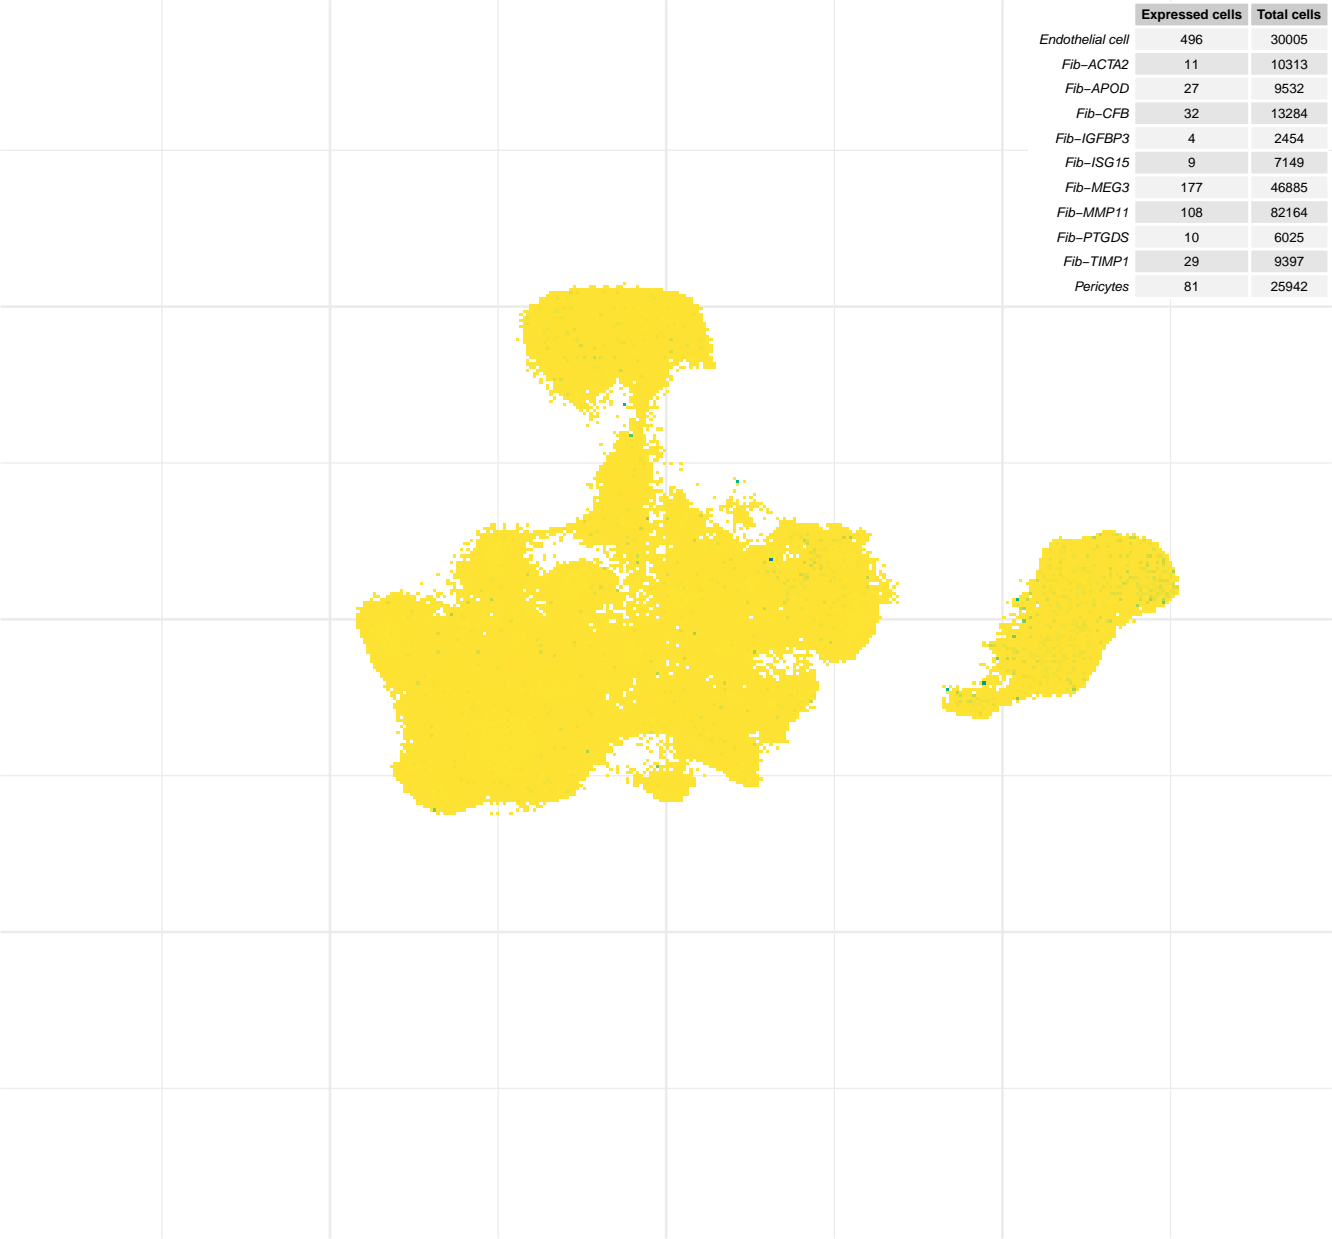 Expressed cells Total cells
Endothelial cell 496 30005
Fib−ACTA2 11 10313
Fib−APOD 27 9532
Fib−CFB 32 13284
Fib−IGFBP3 4 2454
Fib−ISG15 9 7149
Fib−MEG3 177 46885
Fib−MMP11 108 82164
Fib−PTGDS 10 6025
Fib−TIMP1 29 9397
Pericytes 81 25942